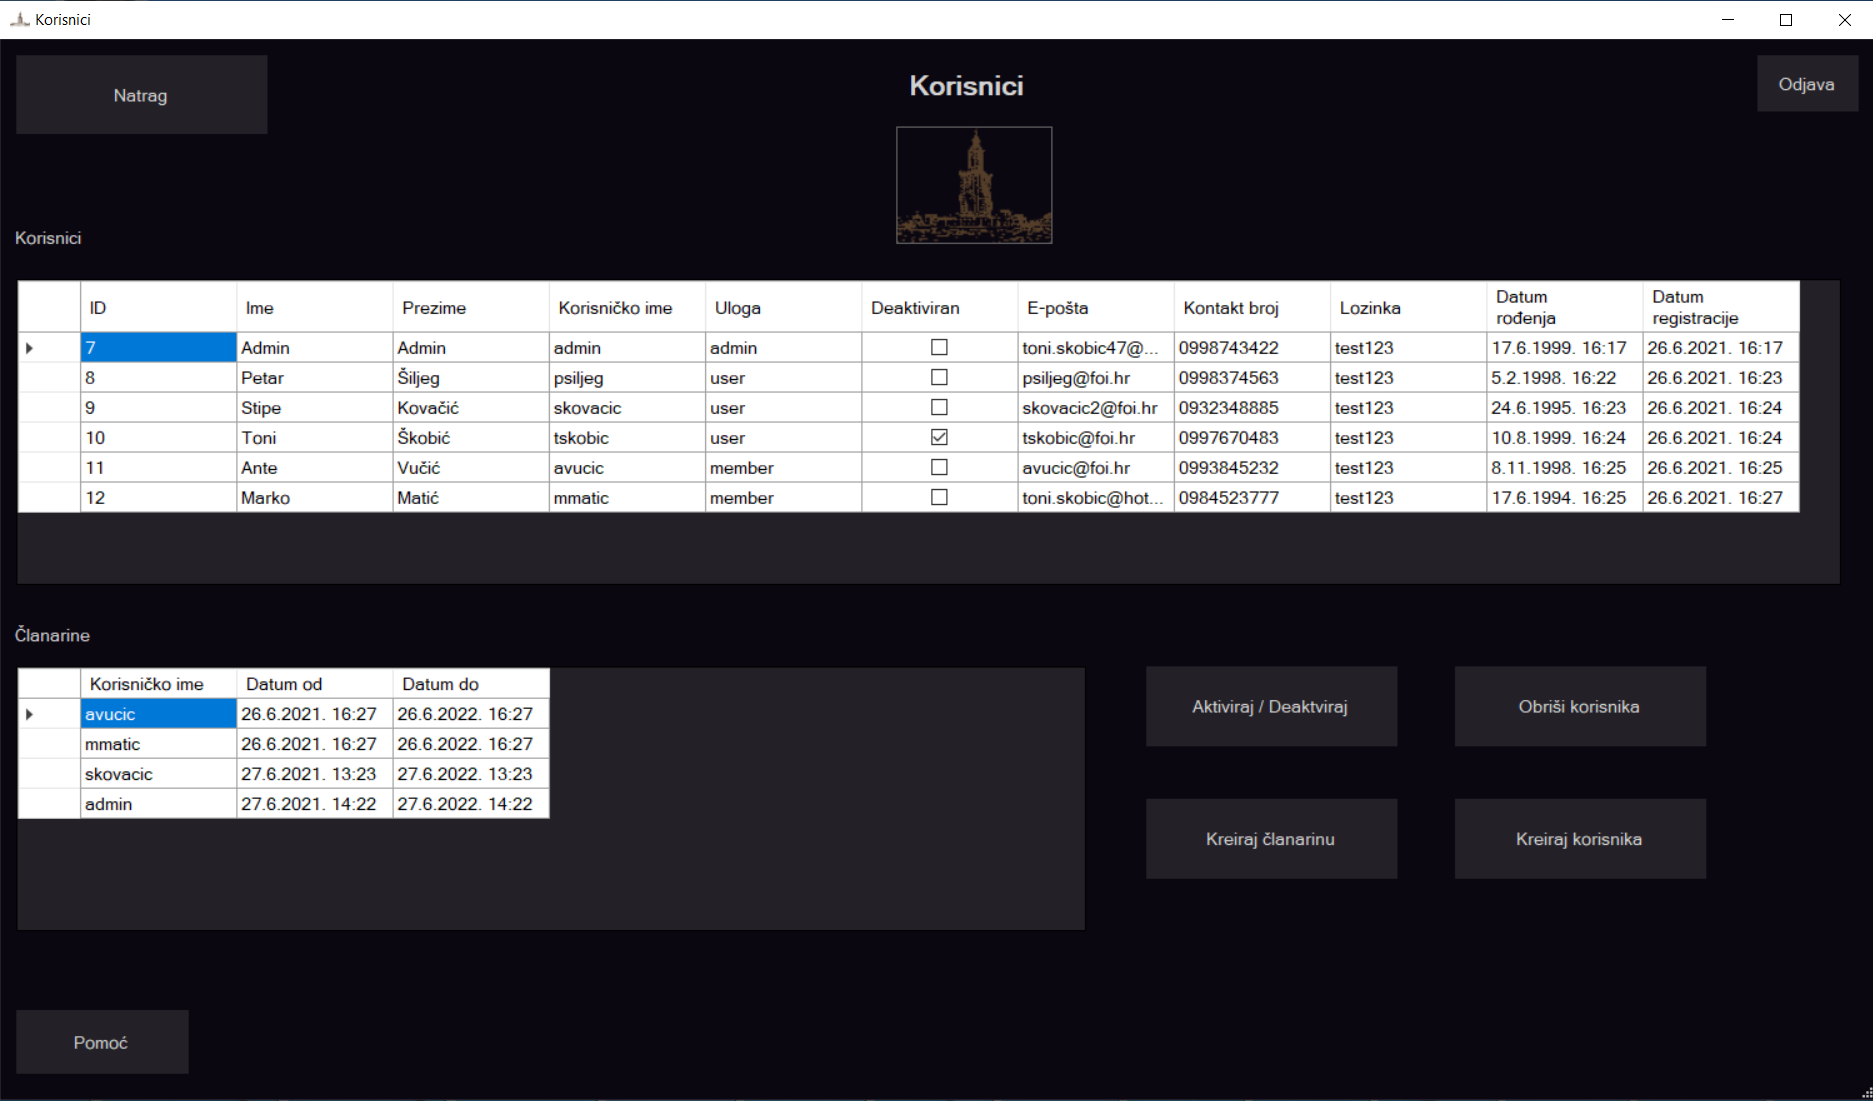 Korisnici
Natrag
Korisnici
Odjava
Korisnici
ID Ime Prezime Korisničko ime Uloga Deaktiviran E-pošta Kontakt broj Lozinka Datum rođenja Datum registracije
7 Admin Admin admin admin toni.skobic47@... 0998743422 test123 17.6.1999. 16:17 26.6.2021. 16:17
8 Petar Šiljeg psiljeg user psiljeg@foi.hr 0998374563 test123 5.2.1998. 16:22 26.6.2021. 16:23
9 Stipe Kovačić skovacic user skovacic2@foi.hr 0932348885 test123 24.6.1995. 16:23 26.6.2021. 16:24
10 Toni Škobić tskobic user tskobic@foi.hr 0997670483 test123 10.8.1999. 16:24 26.6.2021. 16:24
11 Ante Vučić avucic member avucic@foi.hr 0993845232 test123 8.11.1998. 16:25 26.6.2021. 16:25
12 Marko Matić mmatic member toni.skobic@hot... 0984523777 test123 17.6.1994. 16:25 26.6.2021. 16:27
Članarine
Korisničko ime Datum od Datum do
avucic 26.6.2021. 16:27 26.6.2022. 16:27
mmatic 26.6.2021. 16:27 26.6.2022. 16:27
skovacic 27.6.2021. 13:23 27.6.2022. 13:23
admin 27.6.2021. 14:22 27.6.2022. 14:22
Aktiviraj / Deaktviraj
Obriši korisnika
Kreiraj članarinu
Kreiraj korisnika
Pomoć